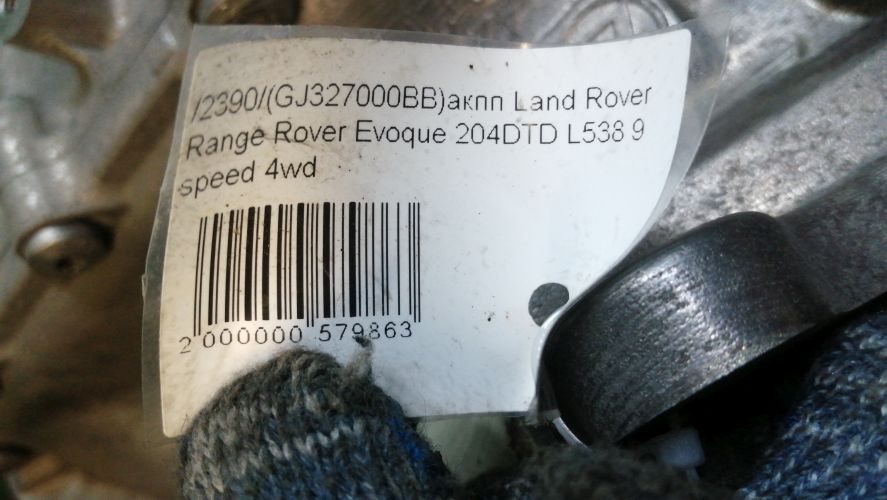 /2390/(GJ327000BB)акпп Land Rover
Range Rover Evoque 204DTD L538 9
speed 4wd
2 000000 579863